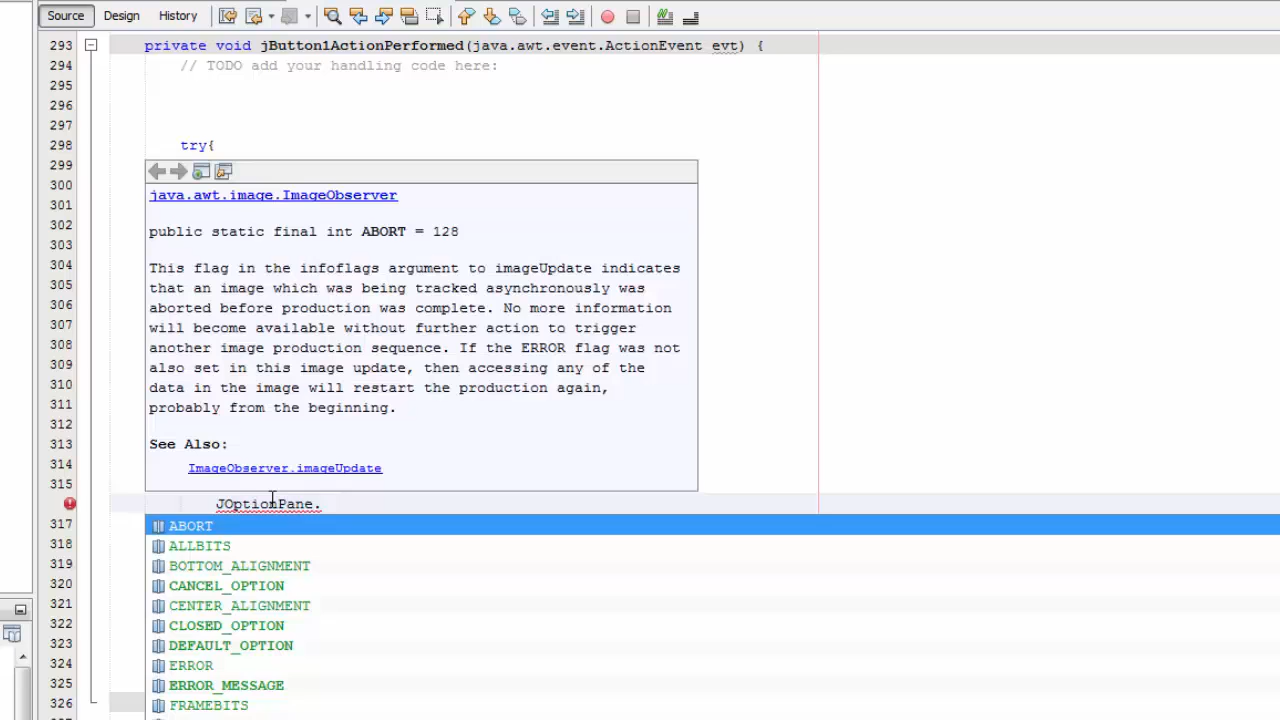 Source Design History
293 private void jButton1ActionPerformed(java.awt.event.ActionEvent evt) {
294 // TODO add your handling code here:
295
296
297
298 try{
299
300 java.awt.image.ImageObserver
301
302 public static final int ABORT = 128
303
304 This flag in the infoflags argument to imageUpdate indicates
305 that an image which was being tracked asynchronously was
306 aborted before production was complete. No more information
307 will become available without further action to trigger
308 another image production sequence. If the ERROR flag was not
309 also set in this image update, then accessing any of the
310 data in the image will restart the production again,
311 probably from the beginning.
312
313 See Also:
314 ImageObserver.imageUpdate
315
JOptionPane.
317 ABORT
318 ALLBITS
319 BOTTOM_ALIGNMENT
320 CANCEL_OPTION
321 CENTER_ALIGNMENT
322 CLOSED_OPTION
323 DEFAULT_OPTION
324 ERROR
325 ERROR_MESSAGE
326 FRAMEBITS